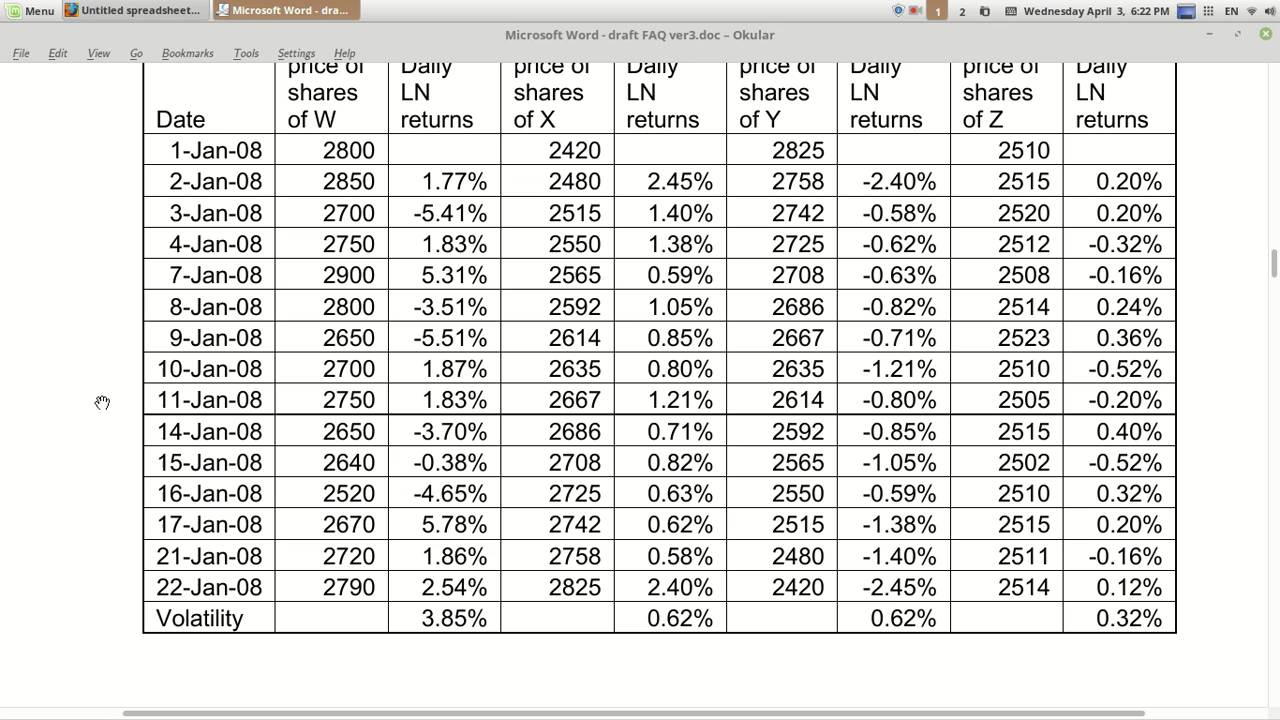 Menu Untitled spreadsheet... Microsoft Word - dra... 1 2 Wednesday April 3, 6:22 PM EN
Microsoft Word - draft FAQ ver3.doc – Okular
File Edit View Go Bookmarks Tools Settings Help
price of Daily price of Daily price of Daily price of Daily
shares LN shares LN shares LN shares LN
Date of W returns of X returns of Y returns of Z returns
1-Jan-08 2800 2420 2825 2510
2-Jan-08 2850 1.77% 2480 2.45% 2758 -2.40% 2515 0.20%
3-Jan-08 2700 -5.41% 2515 1.40% 2742 -0.58% 2520 0.20%
4-Jan-08 2750 1.83% 2550 1.38% 2725 -0.62% 2512 -0.32%
7-Jan-08 2900 5.31% 2565 0.59% 2708 -0.63% 2508 -0.16%
8-Jan-08 2800 -3.51% 2592 1.05% 2686 -0.82% 2514 0.24%
9-Jan-08 2650 -5.51% 2614 0.85% 2667 -0.71% 2523 0.36%
10-Jan-08 2700 1.87% 2635 0.80% 2635 -1.21% 2510 -0.52%
11-Jan-08 2750 1.83% 2667 1.21% 2614 -0.80% 2505 -0.20%
14-Jan-08 2650 -3.70% 2686 0.71% 2592 -0.85% 2515 0.40%
15-Jan-08 2640 -0.38% 2708 0.82% 2565 -1.05% 2502 -0.52%
16-Jan-08 2520 -4.65% 2725 0.63% 2550 -0.59% 2510 0.32%
17-Jan-08 2670 5.78% 2742 0.62% 2515 -1.38% 2515 0.20%
21-Jan-08 2720 1.86% 2758 0.58% 2480 -1.40% 2511 -0.16%
22-Jan-08 2790 2.54% 2825 2.40% 2420 -2.45% 2514 0.12%
Volatility 3.85% 0.62% 0.62% 0.32%